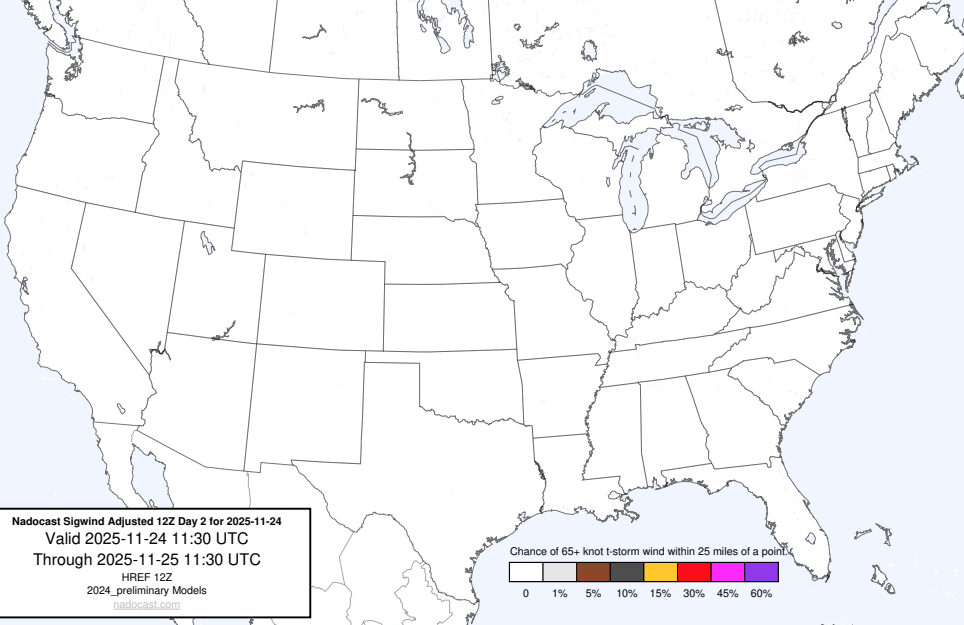 Nadocast Sigwind Adjusted 12Z Day 2 for 2025-11-24
Valid 2025-11-24 11:30 UTC
Through 2025-11-25 11:30 UTC
HREF 12Z
2024_preliminary Models
nadocast.com
Chance of 65+ knot t-storm wind within 25 miles of a point.
0 1% 5% 10% 15% 30% 45% 60%